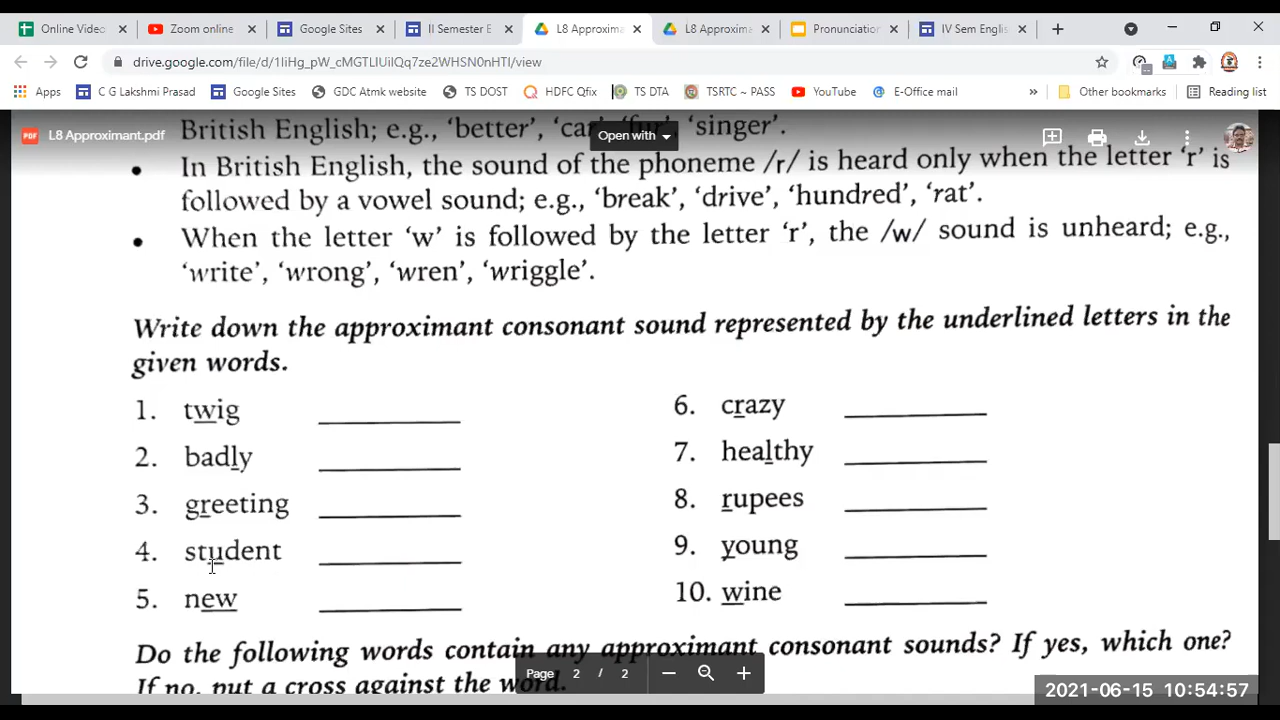 Online Video
Zoom online
Google Sites
II Semester E
L8 Approxima
L8 Approxima
Pronunciation
IV Sem Englis
drive.google.com/file/d/1liHg_pW_cMGTLIUiIQq7ze2WHSI0nHTI/view
Apps
C G Lakshmi Prasad
Google Sites
GDC Atmk website
TS DOST
HDFC Qfix
TS DTA
TSRTC ~ PASS
YouTube
E-Office mail
Other bookmarks
Reading list
L8 Approximant.pdf
Open with
British English; e.g., ‘better’, ‘car’, ‘fur’, ‘singer’.
• In British English, the sound of the phoneme /r/ is heard only when the letter ‘r’ is
followed by a vowel sound; e.g., ‘break’, ‘drive’, ‘hundred’, ‘rat’.
• When the letter ‘w’ is followed by the letter ‘r’, the /w/ sound is unheard; e.g.,
‘write’, ‘wrong’, ‘wren’, ‘wriggle’.
Write down the approximant consonant sound represented by the underlined letters in the
given words.
1. twig
2. badly
3. greeting
4. student
5. new
6. crazy
7. healthy
8. rupees
9. young
10. wine
Do the following words contain any approximant consonant sounds? If yes, which one?
If no, put a cross against the word.
Page 2 / 2
2021-06-15 10:54:57